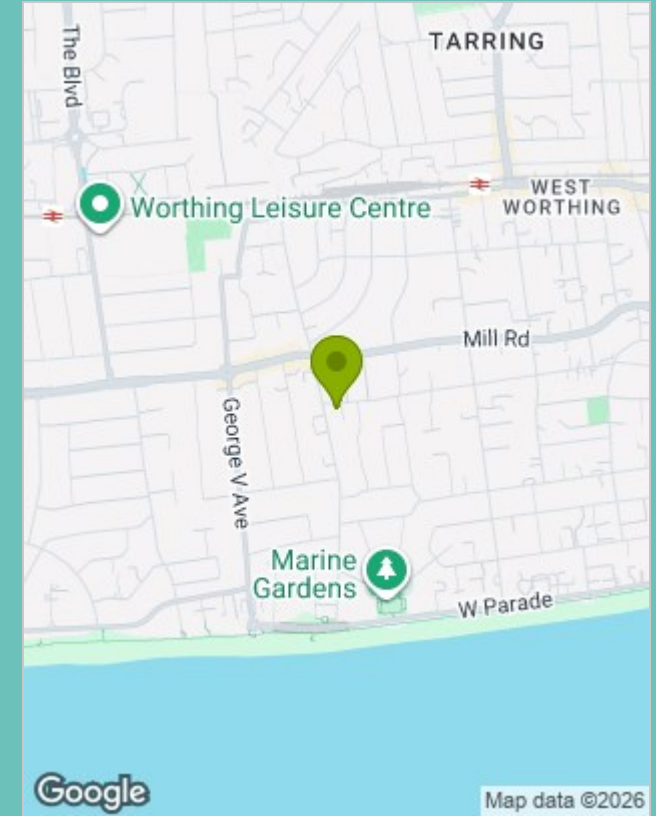 The Blvd
TARRING
WEST
WORTHING
Worthing Leisure Centre
Mill Rd
George V Ave
Marine
Gardens
W Parade
Google
Map data ©2026